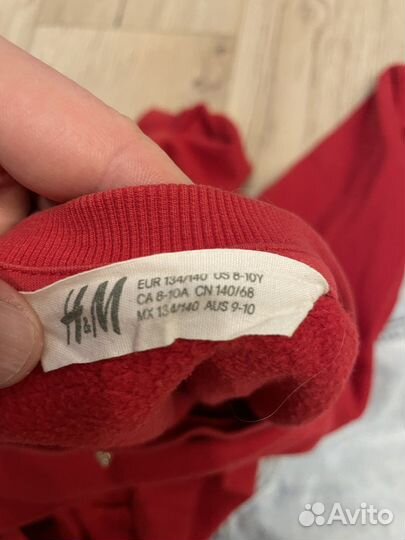 H&M
EUR 134/140 US 8-10Y
CA 8-10A CN 140/68
MX 134/140 AUS 9-10
Avito